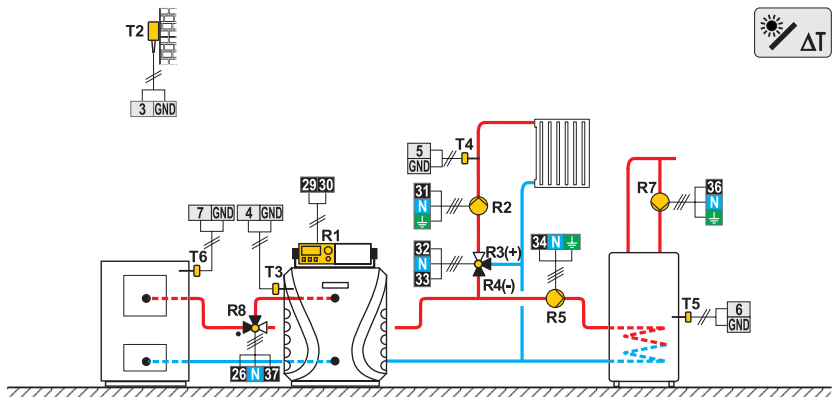 T2
ΔT
3 GND
T4
5
GND
R7
29 30
31
N
R2
36
N
7 GND
4 GND
R1
32
N
33
R3(+)
34 N
T6
R4(-)
T3
T5
6
GND
R8
R5
26 N 37